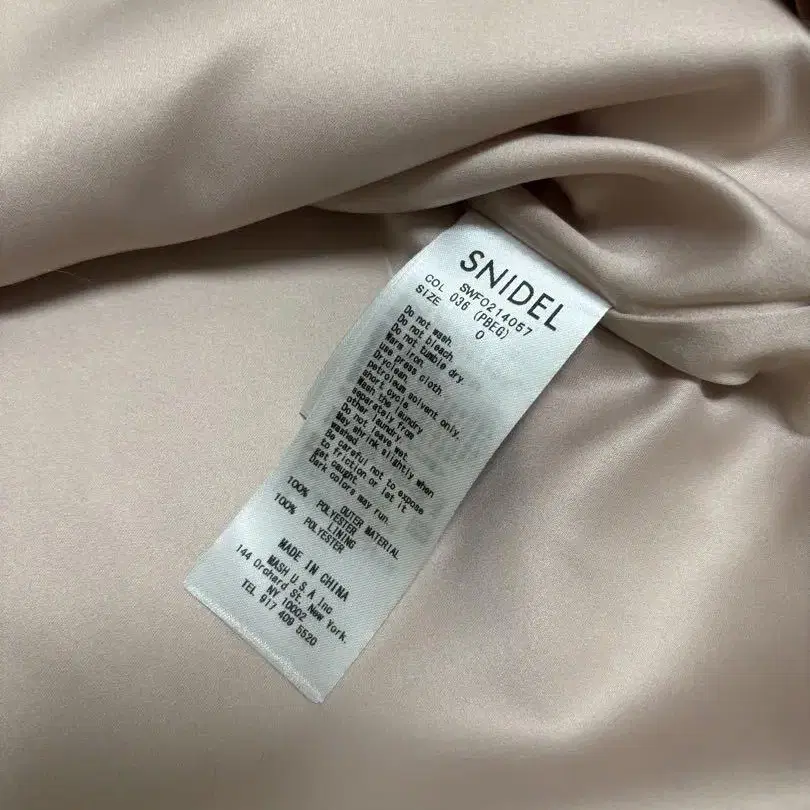 SNIDEL
SWFO214057
COL 036 (PBEG)
SIZE 0
Do not wash.
Do not bleach.
Do not tumble dry.
Warm iron.
use press cloth.
Dryclean.
petroleum solvent only.
short cycle
Wash the laundry
separately from
other laundry.
Do not leave wet.
May shrink slightly when
washed.
Be careful not to expose
to friction or let it
get caught.
Dark colors may run.
OUTER MATERIAL
100% POLYESTER
LINING
100% POLYESTER
MADE IN CHINA
MASH U.S.A Inc
144 Orchard St, New York.
NY 10002
TEL 917 409 5520